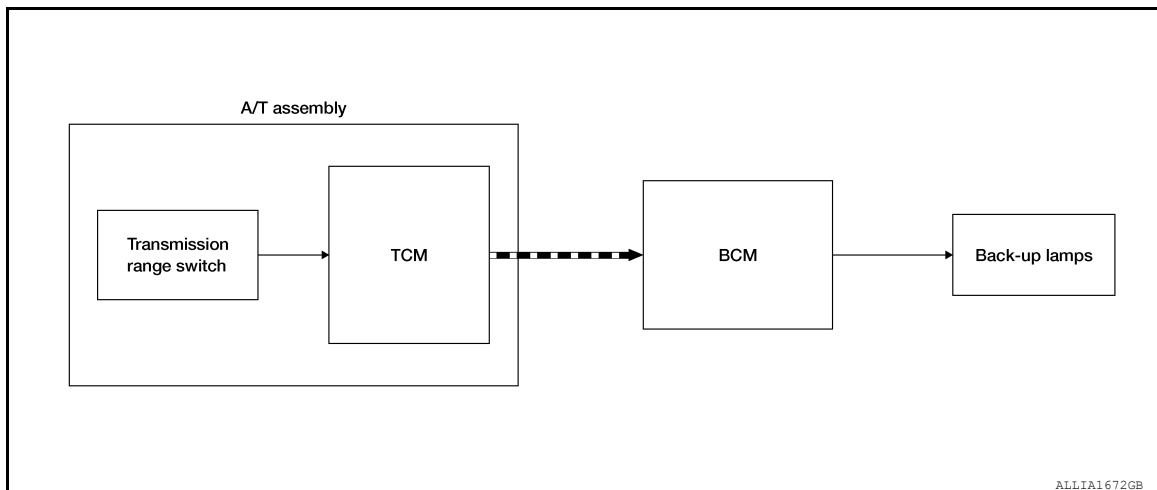 A/T assembly
Transmission
range switch
TCM
BCM
Back-up lamps
ALLIA1672GB